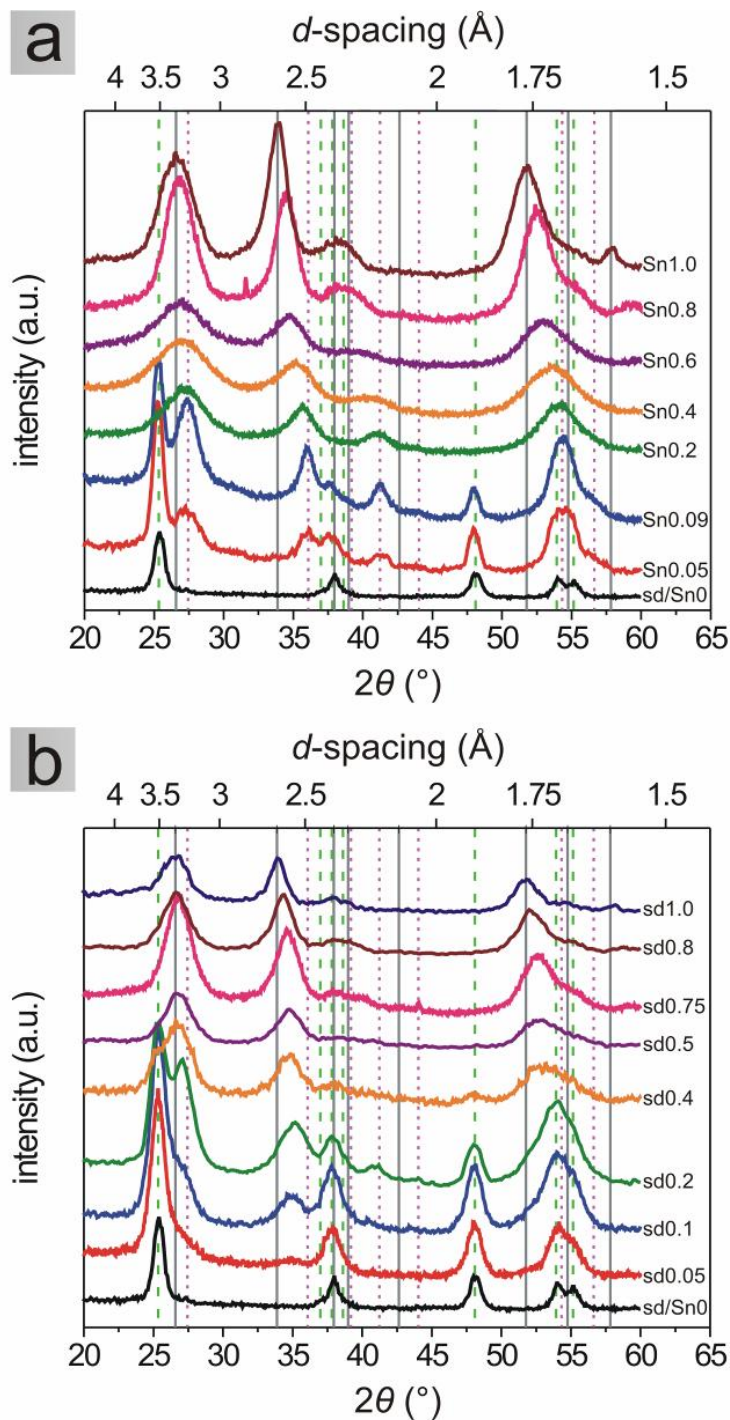 a
d-spacing (Å)
4 3.5 3 2.5 2 1.75 1.5
intensity (a.u.)
Sn1.0
Sn0.8
Sn0.6
Sn0.4
Sn0.2
Sn0.09
Sn0.05
sd/Sn0
20 25 30 35 40 45 50 55 60 65
2θ (°)
b
d-spacing (Å)
4 3.5 3 2.5 2 1.75 1.5
intensity (a.u.)
sd1.0
sd0.8
sd0.75
sd0.5
sd0.4
sd0.2
sd0.1
sd0.05
sd/Sn0
20 25 30 35 40 45 50 55 60 65
2θ (°)